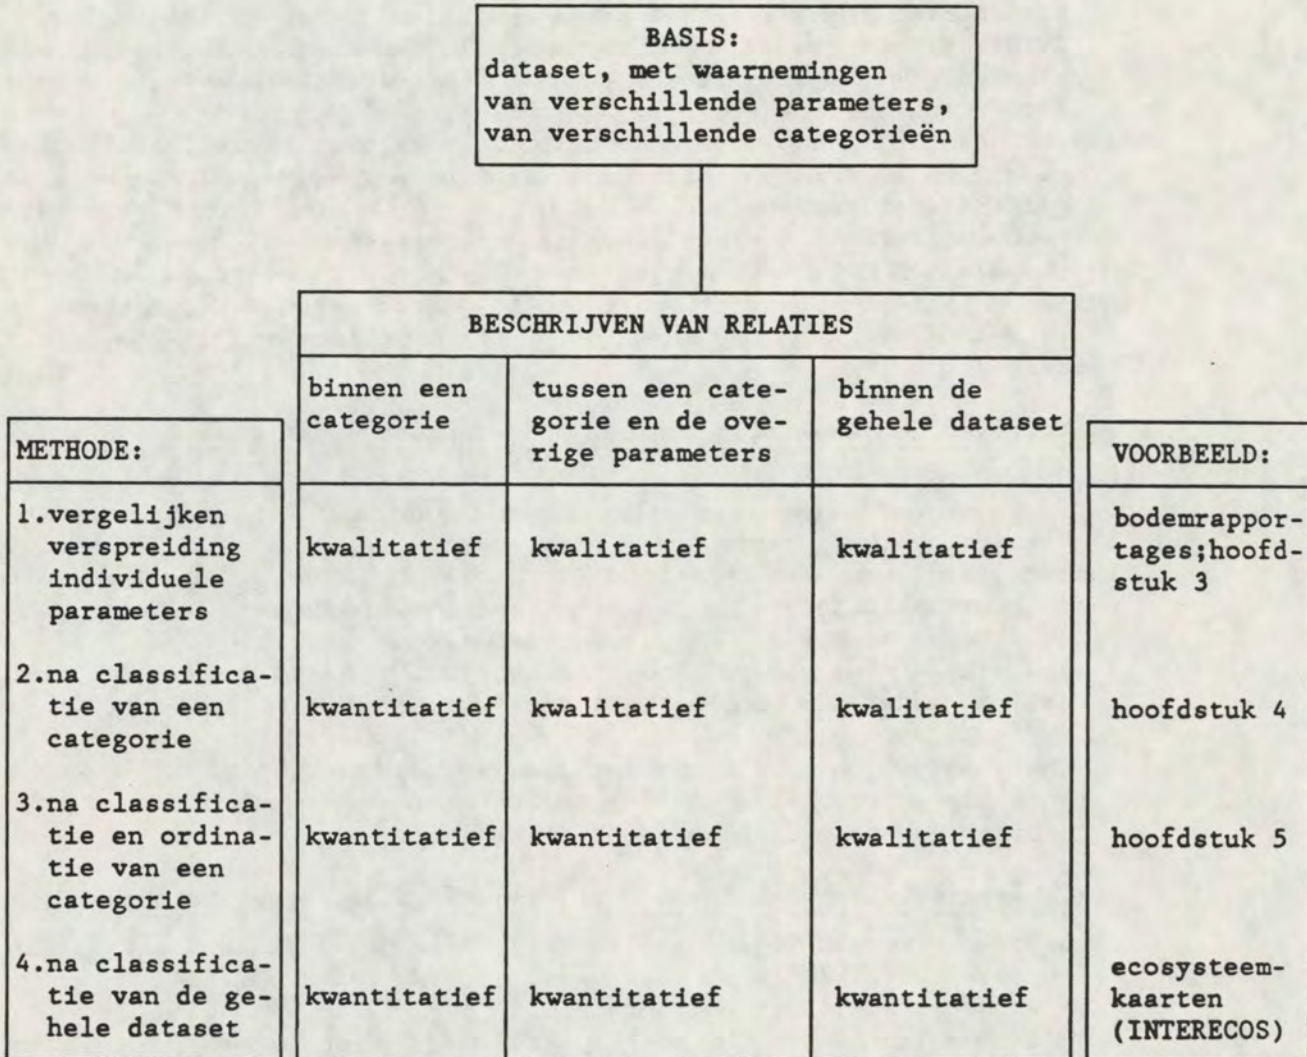 BASIS:
dataset, met waarnemingen
van verschillende parameters,
van verschillende categorieën
BESCHRIJVEN VAN RELATIES
binnen een
categorie
tussen een cate-
gorie en de ove-
rige parameters
binnen de
gehele dataset
METHODE:
VOORBEELD:
1.vergelijken
verspreiding
individuele
parameters
kwalitatief
kwalitatief
kwalitatief
bodemrappor-
tages;hoofd-
stuk 3
2.na classifica-
tie van een
categorie
kwantitatief
kwalitatief
kwalitatief
hoofdstuk 4
3.na classifica-
tie en ordina-
tie van een
categorie
kwantitatief
kwantitatief
kwalitatief
hoofdstuk 5
4.na classifica-
tie van de ge-
hele dataset
kwantitatief
kwantitatief
kwantitatief
ecosysteem-
kaarten
(INTERECOS)